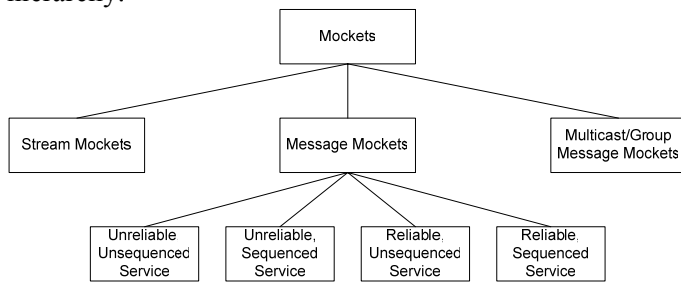 hierarchy.
Mockets
Stream Mockets
Message Mockets
Multicast/Group
Message Mockets
Unreliable
Unsequenced
Service
Unreliable,
Sequenced
Service
Reliable,
Unsequenced
Service
Reliable,
Sequenced
Service